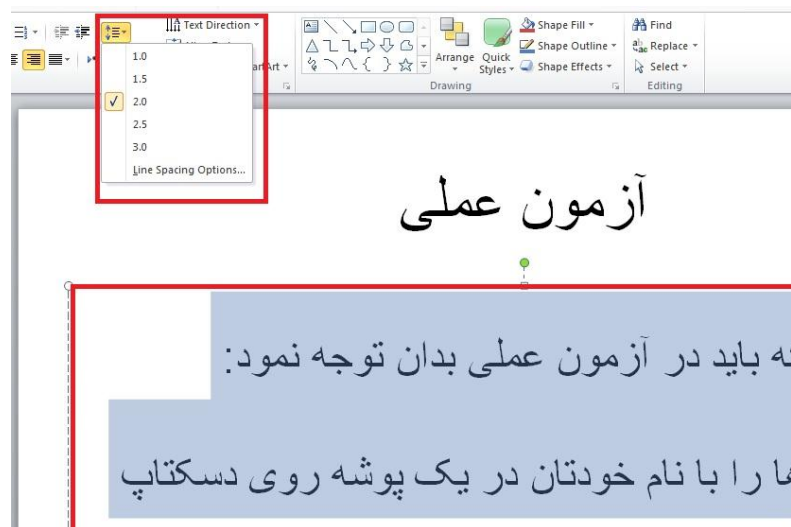 Text Direction
Shape Fill
Find
Shape Outline
Replace
Arrange
Quick Styles
Shape Effects
Select
Drawing
Editing
1.0
1.5
2.0
2.5
3.0
Line Spacing Options...
آزمون عملی
باید در آزمون عملی بدان توجه نمود:
را با نام خودتان در یک پوشه روی دسکتاپ